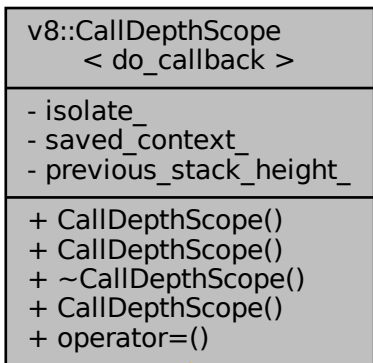 v8::CallDepthScope
< do_callback >
- isolate_
- saved_context_
- previous_stack_height_
+ CallDepthScope()
+ CallDepthScope()
+ ~CallDepthScope()
+ CallDepthScope()
+ operator=()